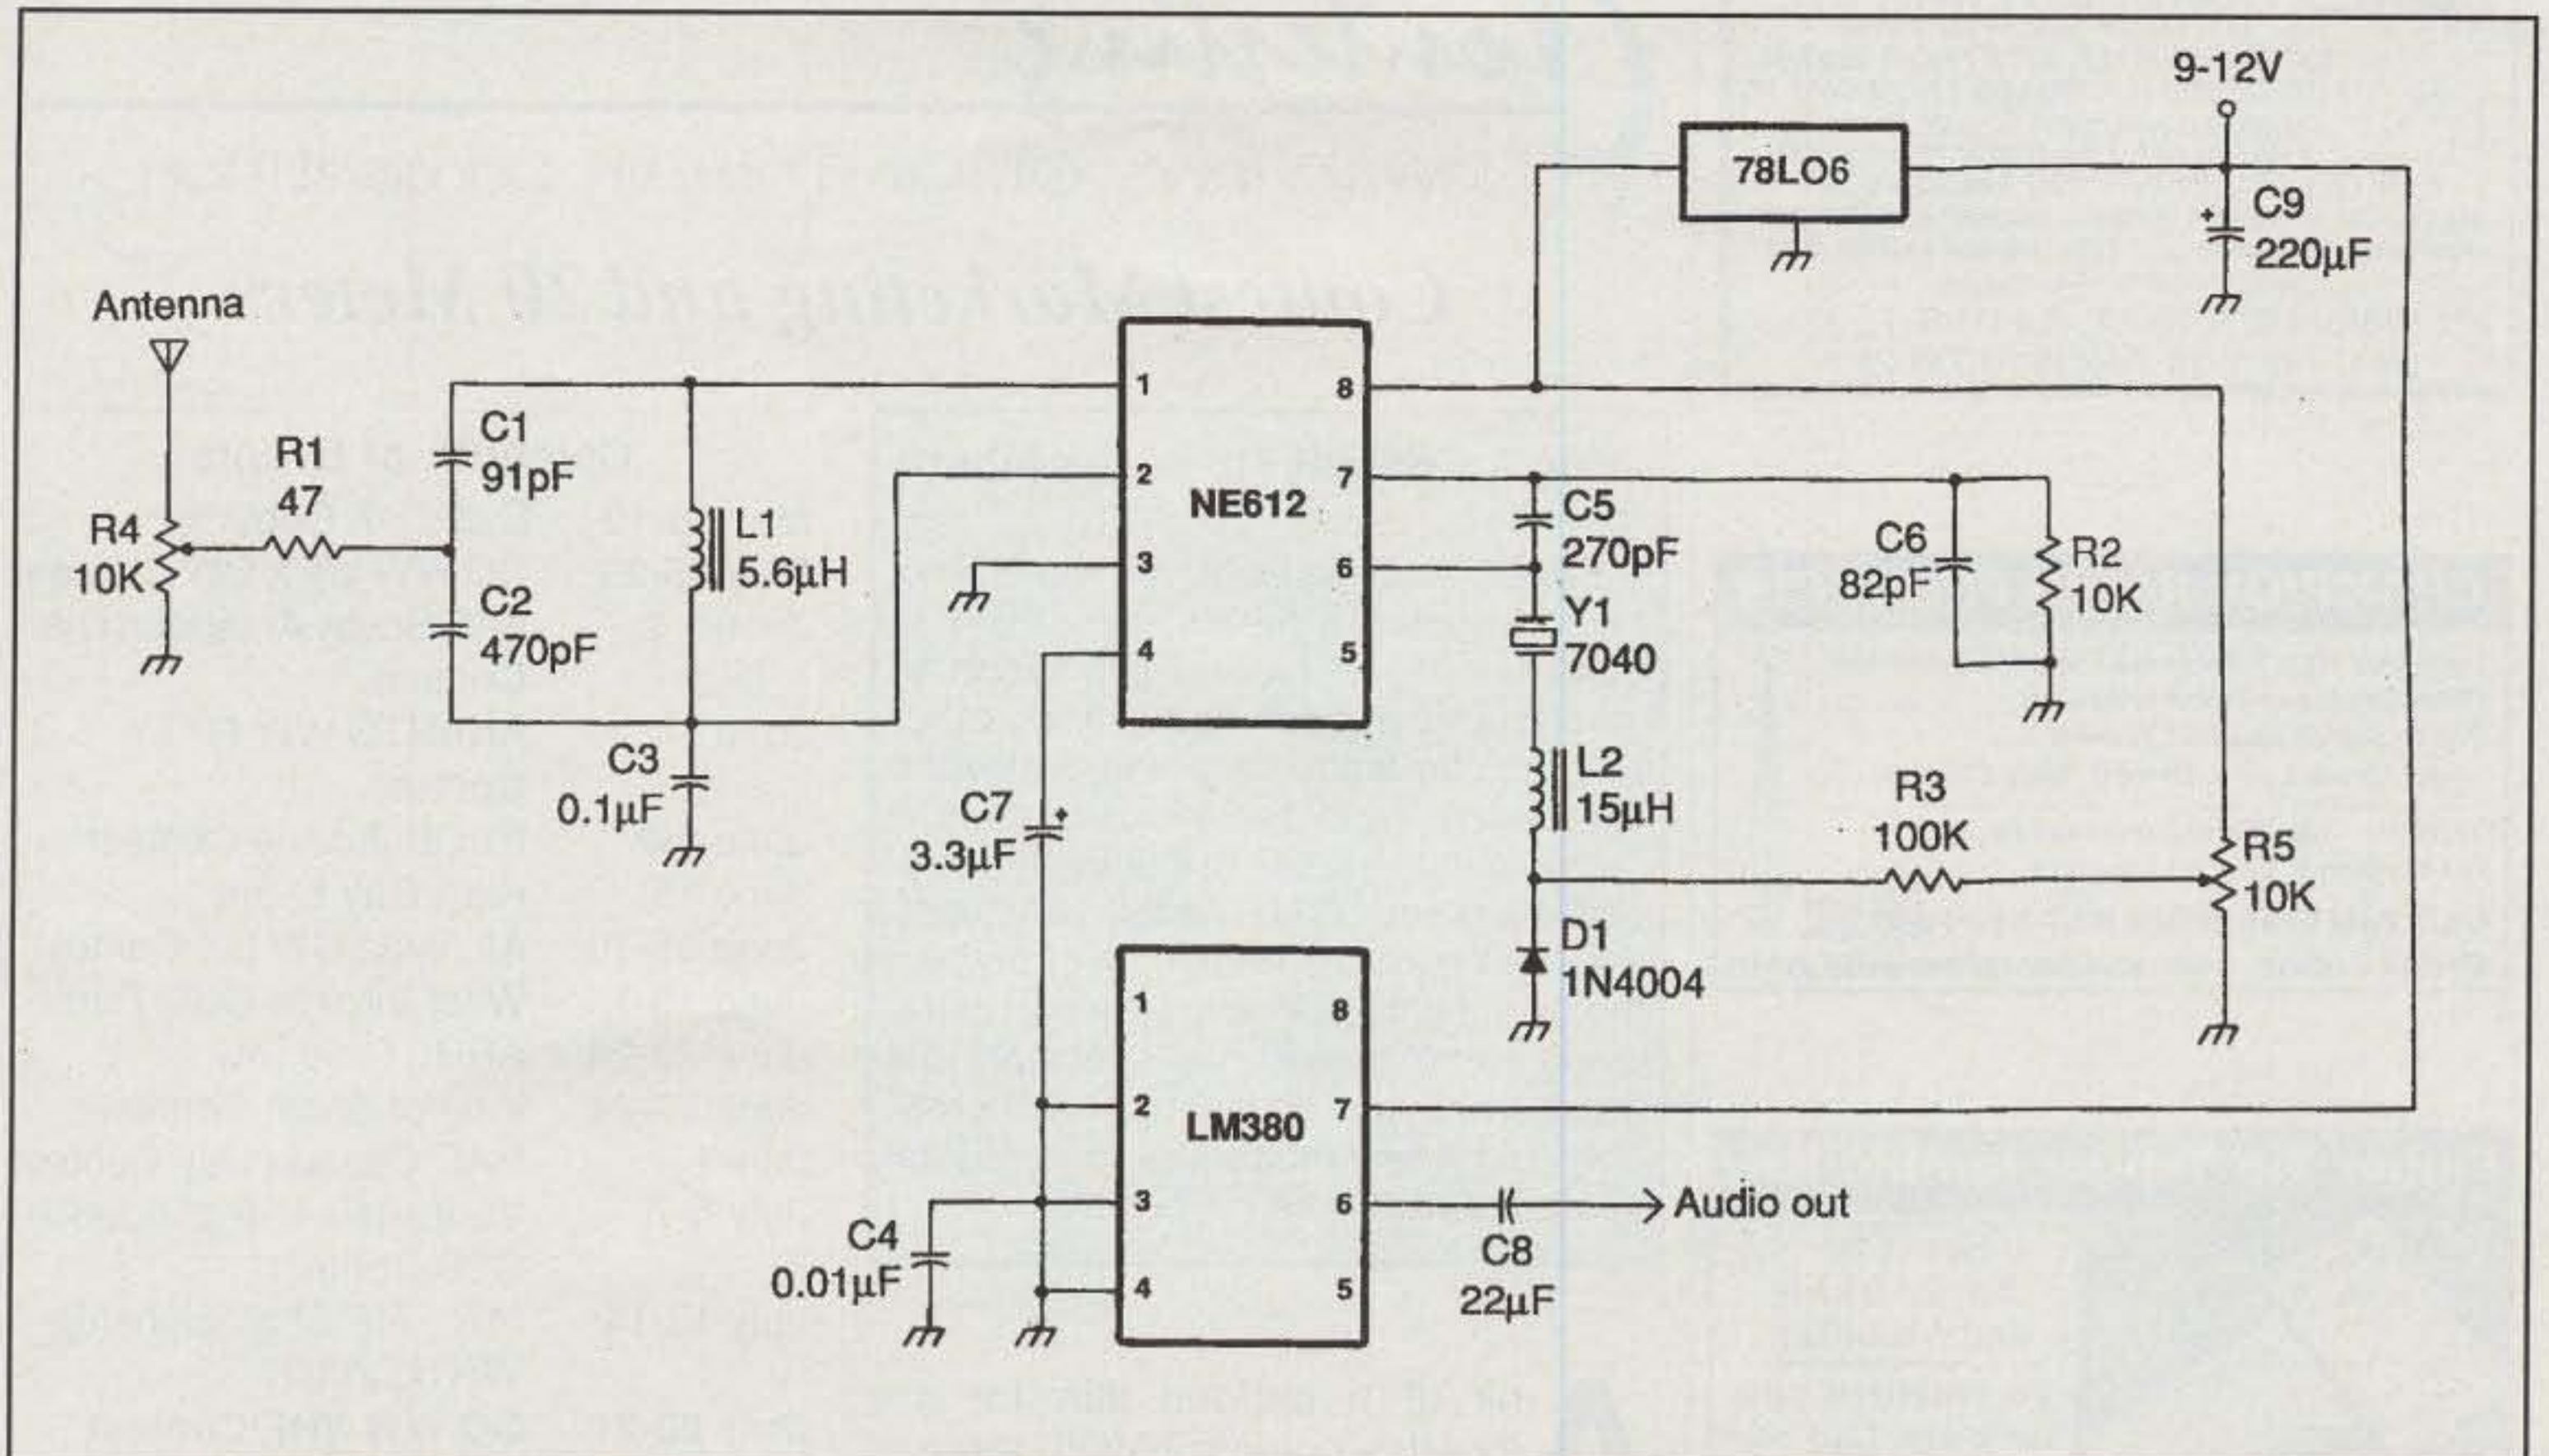 9-12V
78LO6
C9
220µF
Antenna
R4
10K
R1
47
C1
91pF
C2
470pF
L1
5.6µH
C3
0.1µF
1
2
3
4
NE612
8
7
6
5
C5
270pF
Y1
7040
C6
82pF
R2
10K
L2
15µH
R3
100K
R5
10K
D1
1N4004
C7
+
3.3µF
+
1
2
3
4
LM380
8
7
6
5
C4
0.01µF
C8
22µF
Audio out